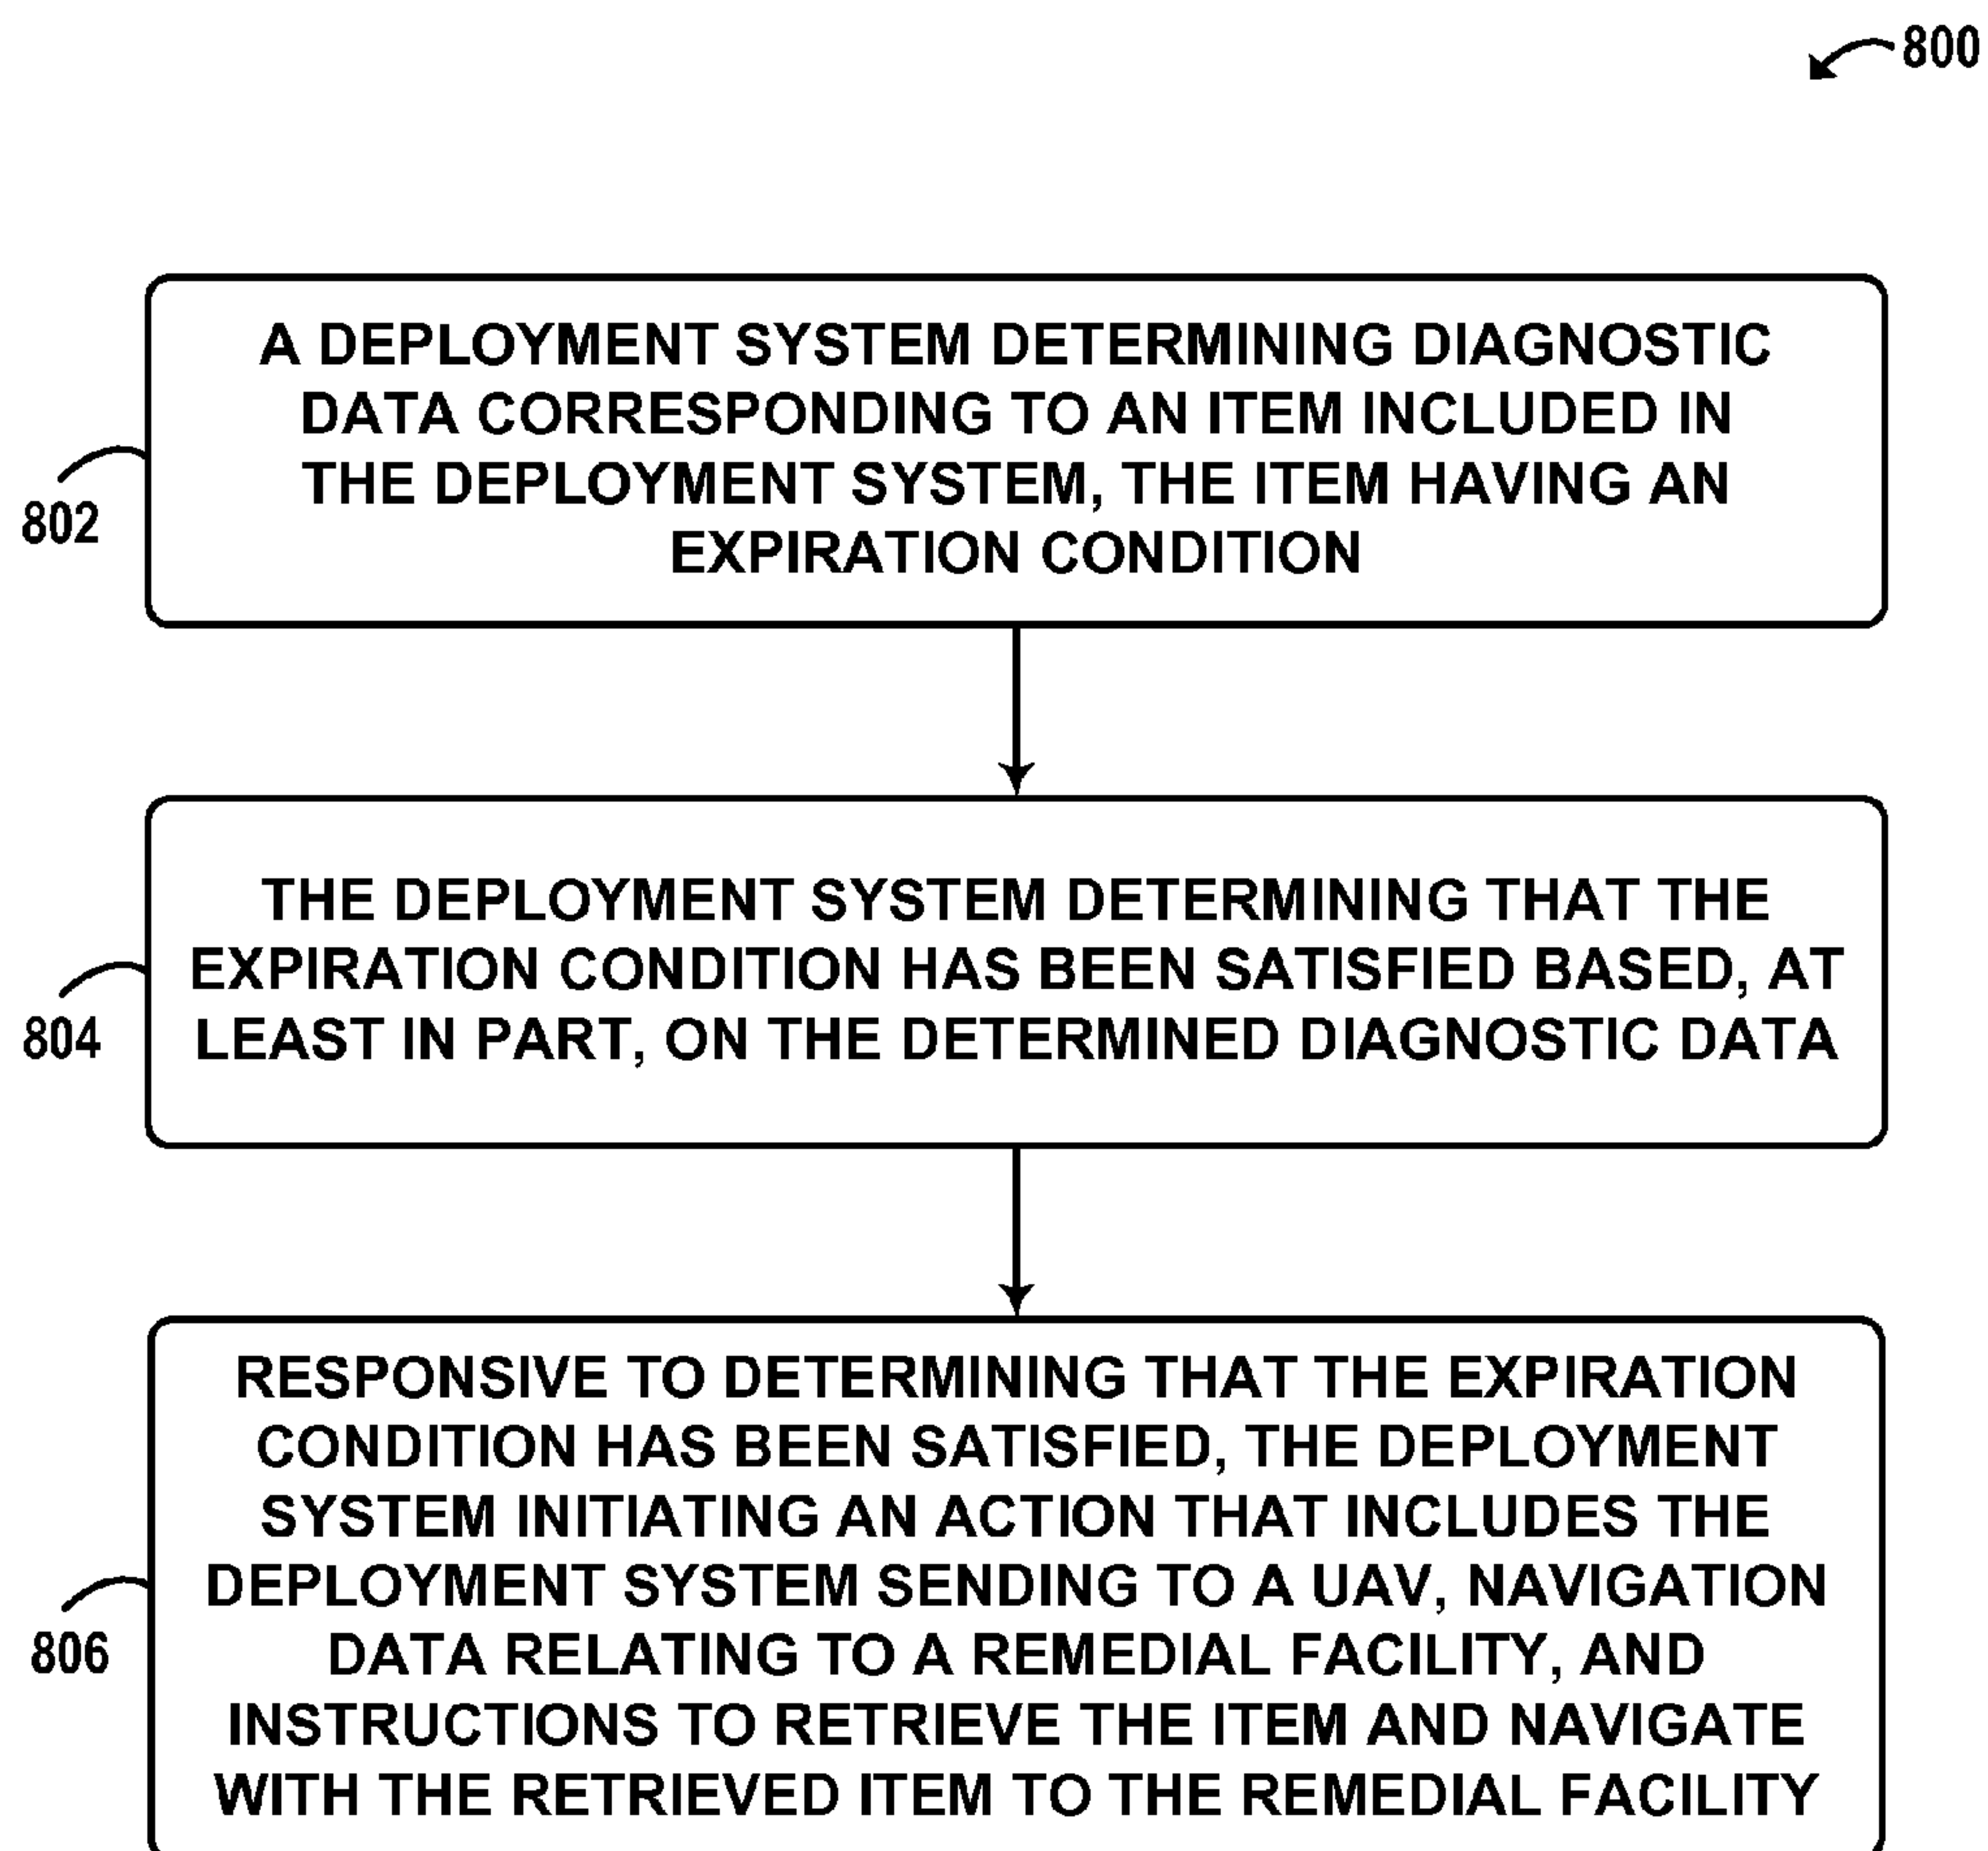 800
A DEPLOYMENT SYSTEM DETERMINING DIAGNOSTIC
DATA CORRESPONDING TO AN ITEM INCLUDED IN
THE DEPLOYMENT SYSTEM, THE ITEM HAVING AN
EXPIRATION CONDITION
802
THE DEPLOYMENT SYSTEM DETERMINING THAT THE
EXPIRATION CONDITION HAS BEEN SATISFIED BASED, AT
LEAST IN PART, ON THE DETERMINED DIAGNOSTIC DATA
804
RESPONSIVE TO DETERMINING THAT THE EXPIRATION
CONDITION HAS BEEN SATISFIED, THE DEPLOYMENT
SYSTEM INITIATING AN ACTION THAT INCLUDES THE
DEPLOYMENT SYSTEM SENDING TO A UAV, NAVIGATION
DATA RELATING TO A REMEDIAL FACILITY, AND
INSTRUCTIONS TO RETRIEVE THE ITEM AND NAVIGATE
WITH THE RETRIEVED ITEM TO THE REMEDIAL FACILITY
806